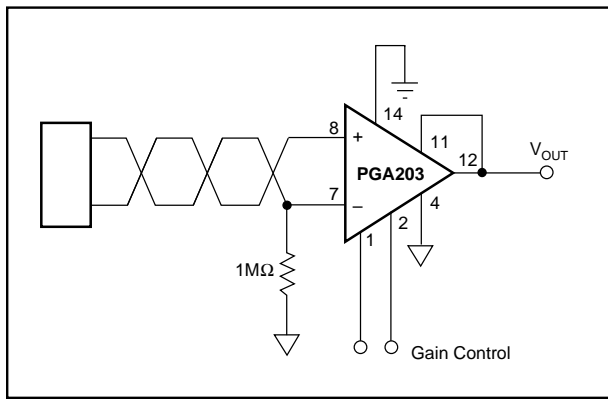 14
8
+
11
PGA203
12
V_OUT
7
–
4
2
1
1MΩ
Gain Control